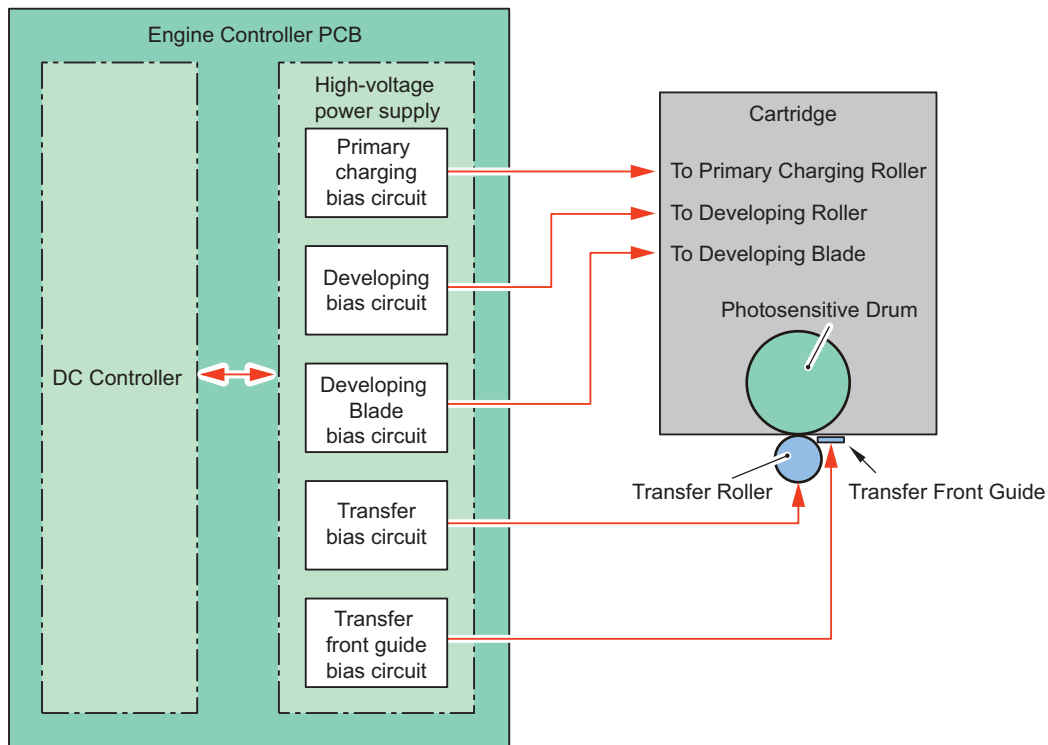 Engine Controller PCB
DC Controller
High-voltage
power supply
Primary
charging
bias circuit
Developing
bias circuit
Developing
Blade
bias circuit
Transfer
bias circuit
Transfer
front guide
bias circuit
Cartridge
To Primary Charging Roller
To Developing Roller
To Developing Blade
Photosensitive Drum
Transfer Roller
Transfer Front Guide